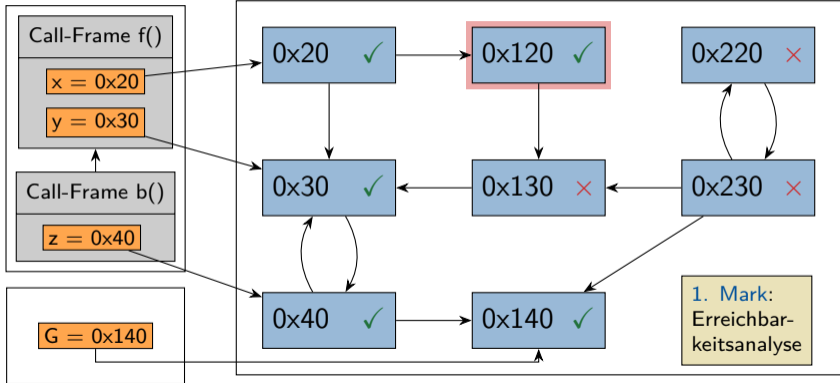 Call-Frame f()
x = 0x20
y = 0x30
Call-Frame b()
z = 0x40
G = 0x140
0x20 ✓
0x120 ✓
0x220 ×
0x30 ✓
0x130 ×
0x230 ×
0x40 ✓
0x140 ✓
1. Mark:
Erreichbar-
keitsanalyse